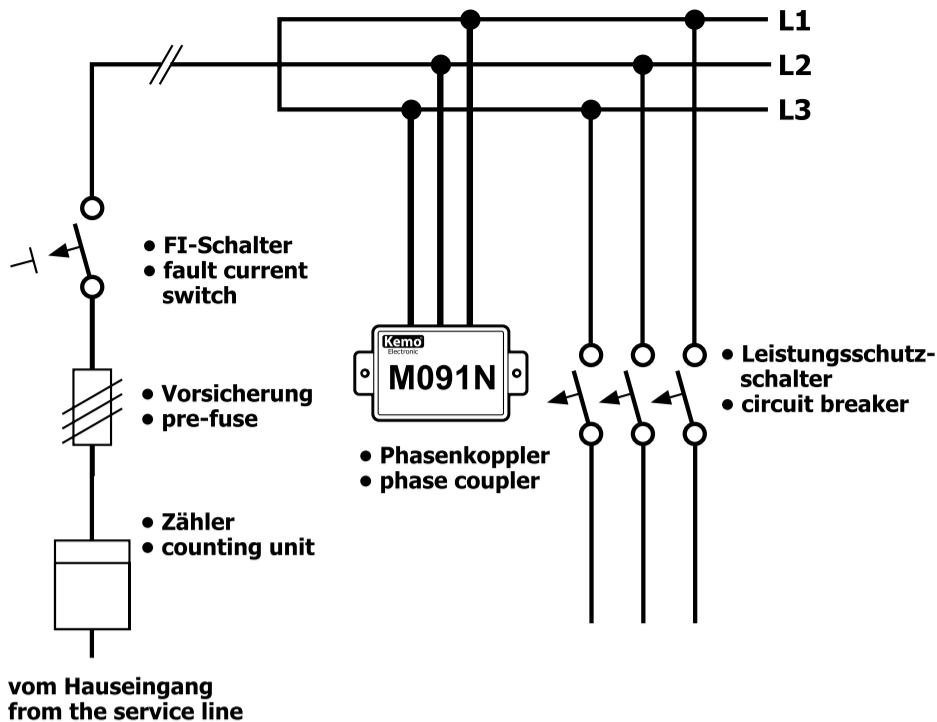 L1
L2
L3
• FI-Schalter
• fault current
switch
Kemo
Electronic
M091N
• Leistungsschutz-
schalter
• circuit breaker
• Vorsicherung
• pre-fuse
• Phasenkoppler
• phase coupler
• Zähler
• counting unit
vom Hauseingang
from the service line